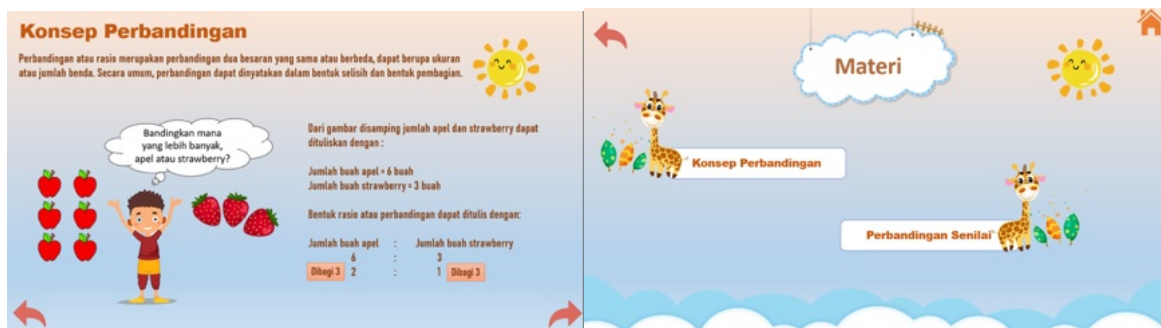 Konsep Perbandingan
Perbandingan atau rasio merupakan perbandingan dua besaran yang sama atau berbeda, dapat berupa ukuran
atau jumlah benda. Secara umum, perbandingan dapat dinyatakan dalam bentuk selisih dan bentuk pembagian.
Bandingkan mana
yang lebih banyak,
apel atau strawberry?
Dari gambar disamping jumlah apel dan strawberry dapat
dituliskan dengan :
Jumlah buah apel = 6 buah
Jumlah buah strawberry = 3 buah
Bentuk rasio atau perbandingan dapat ditulis dengan:
Jumlah buah apel : Jumlah buah strawberry
6 : 3
Dibagi 3 2 : 1 Dibagi 3
Materi
Konsep Perbandingan
Perbandingan Senilai